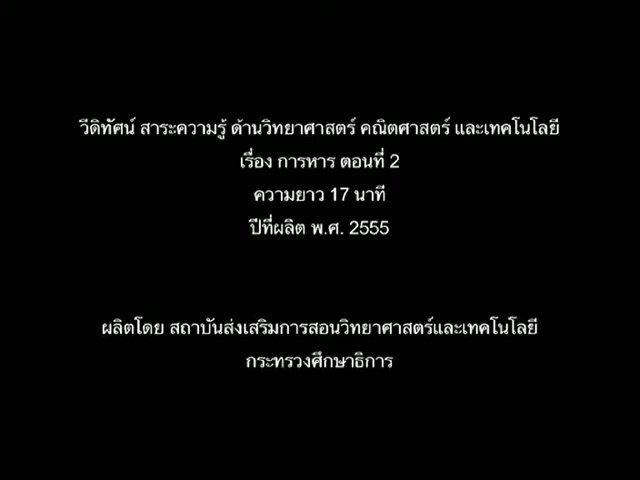 วีดิทัศน์ สาระความรู้ ด้านวิทยาศาสตร์ คณิตศาสตร์ และเทคโนโลยี
เรื่อง การหาร ตอนที่ 2
ความยาว 17 นาที
ปีที่ผลิต พ.ศ. 2555
ผลิตโดย สถาบันส่งเสริมการสอนวิทยาศาสตร์และเทคโนโลยี
กระทรวงศึกษาธิการ